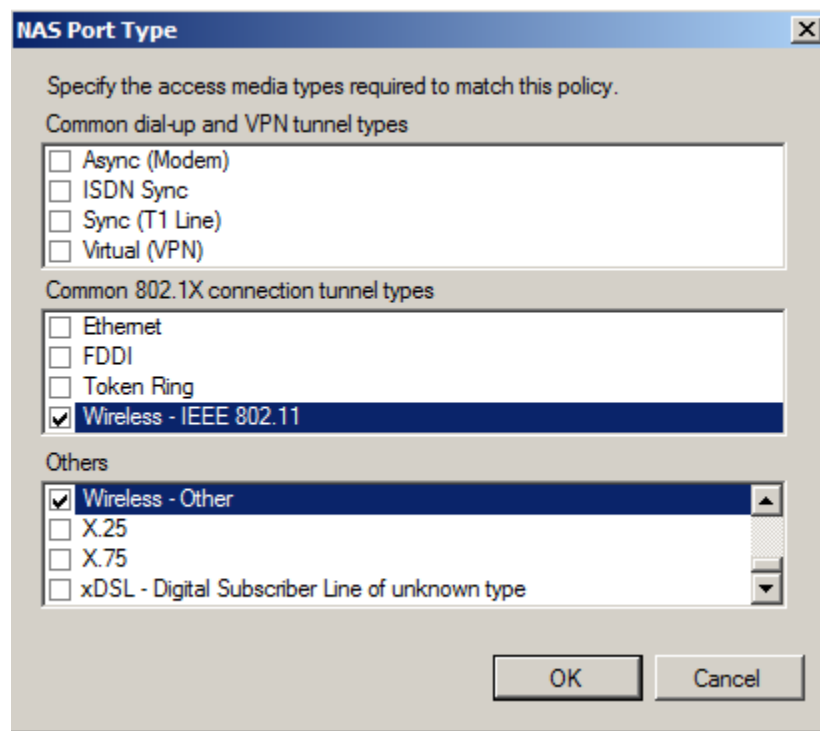 NAS Port Type
Specify the access media types required to match this policy.
Common dial-up and VPN tunnel types
Async (Modem)
ISDN Sync
Sync (T1 Line)
Virtual (VPN)
Common 802.1X connection tunnel types
Ethernet
FDDI
Token Ring
Wireless - IEEE 802.11
Others
Wireless - Other
X.25
X.75
xDSL - Digital Subscriber Line of unknown type
OK Cancel